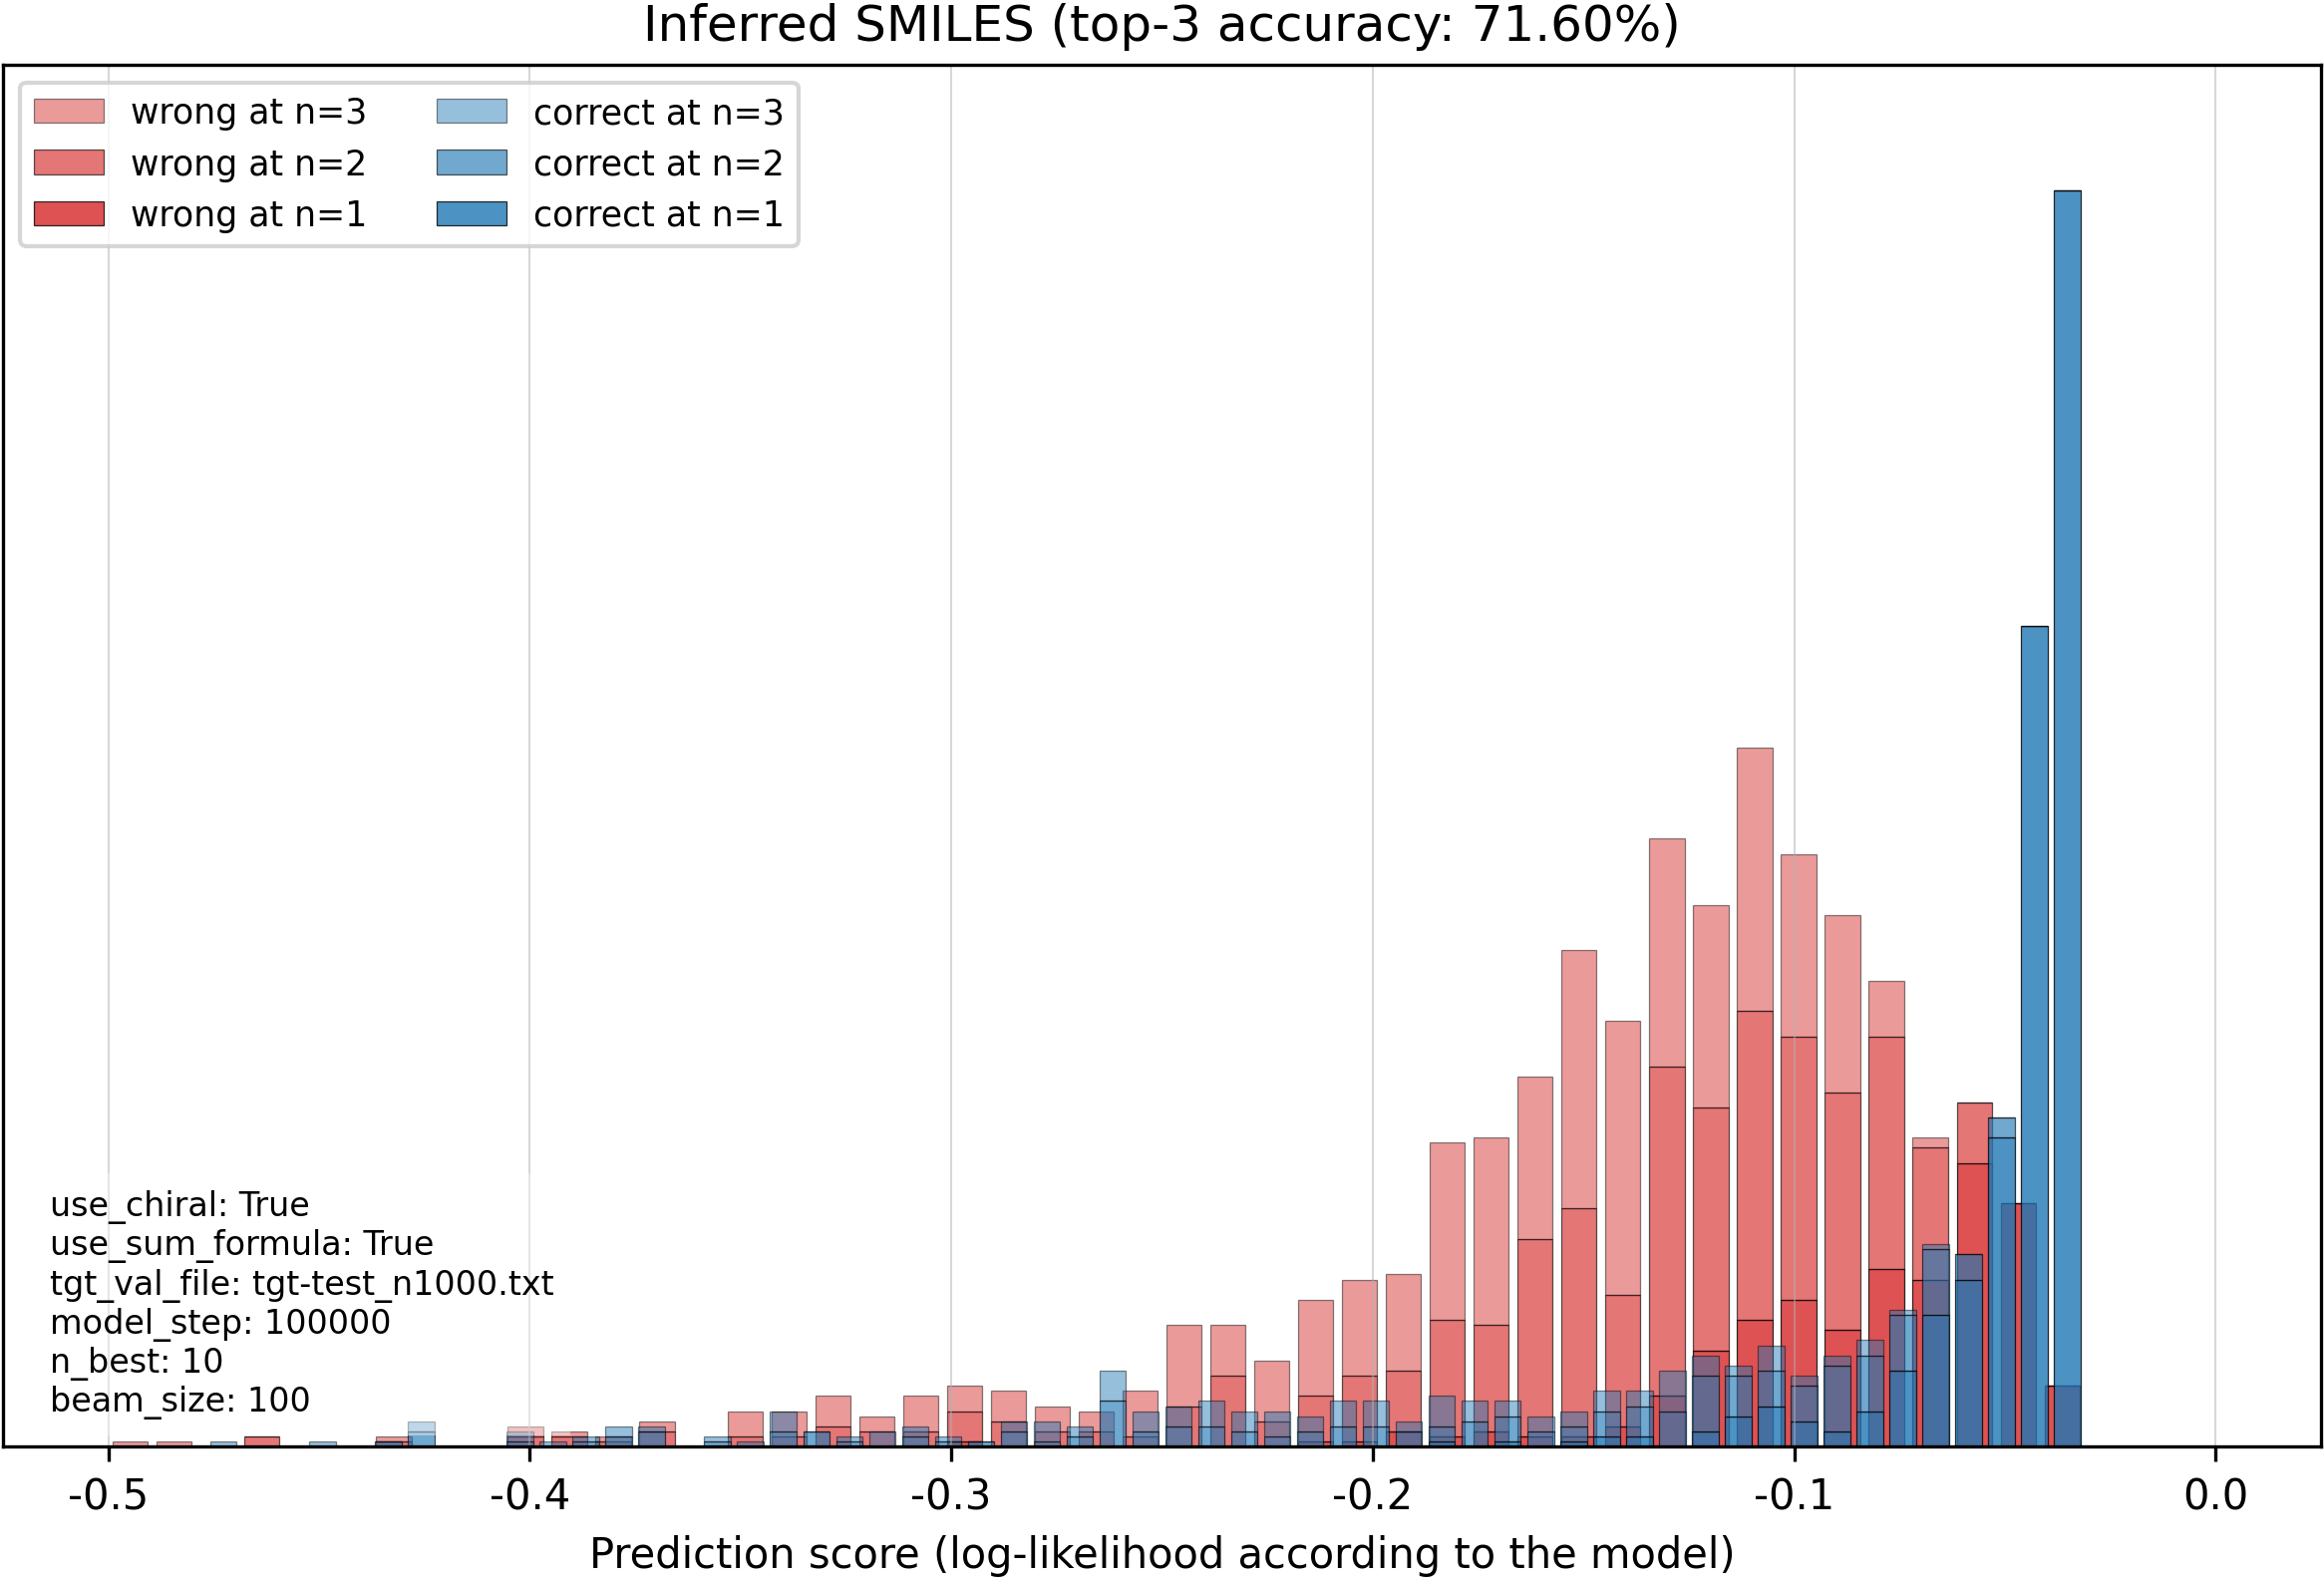 Inferred SMILES (top-3 accuracy: 71.60%)
wrong at n=3
wrong at n=2
wrong at n=1
correct at n=3
correct at n=2
correct at n=1
use_chiral: True
use_sum_formula: True
tgt_val_file: tgt-test_n1000.txt
model_step: 100000
n_best: 10
beam_size: 100
-0.5 -0.4 -0.3 -0.2 -0.1 0.0
Prediction score (log-likelihood according to the model)